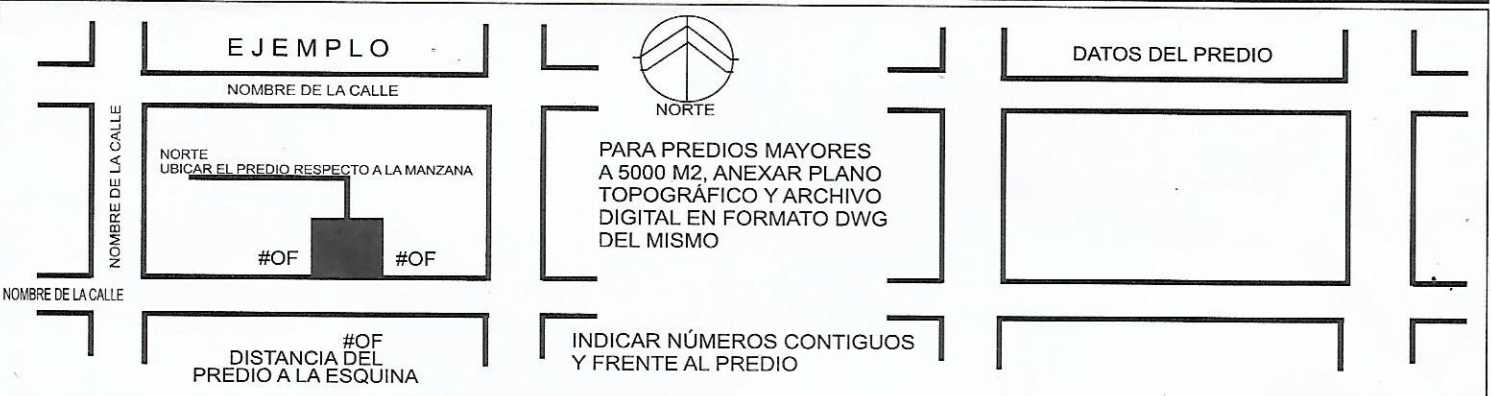 EJEMPLO
NOMBRE DE LA CALLE
NOMBRE DE LA CALLE
NORTE
UBICAR EL PREDIO RESPECTO A LA MANZANA
#OF
#OF
NOMBRE DE LA CALLE
#OF
DISTANCIA DEL
PREDIO A LA ESQUINA
NORTE
PARA PREDIOS MAYORES
A 5000 M2, ANEXAR PLANO
TOPOGRÁFICO Y ARCHIVO
DIGITAL EN FORMATO DWG
DEL MISMO
INDICAR NÚMEROS CONTIGUOS
Y FRENTE AL PREDIO
DATOS DEL PREDIO